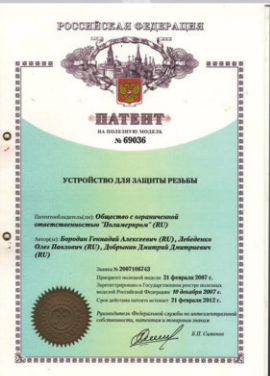 РОССИЙСКАЯ ФЕДЕРАЦИЯ
ПАТЕНТ
НА ПОЛЕЗНУЮ МОДЕЛЬ
№ 69036
УСТРОЙСТВО ДЛЯ ЗАЩИТЫ РЕЗЬБЫ
Патентообладатель(ли): Общество с ограниченной
ответственностью "Полимерпром" (RU)
Автор(ы): Бородин Геннадий Алексеевич (RU), Лебеденко
Олег Павлович (RU), Добрынин Дмитрий Дмитриевич
(RU)
Заявка № 2007106743
Приоритет полезной модели 21 февраля 2007 г.
Зарегистрировано в Государственном реестре полезных
моделей Российской Федерации 10 декабря 2007 г.
Срок действия патента истекает 21 февраля 2012 г.
Руководитель Федеральной службы по интеллектуальной
собственности, патентам и товарным знакам
Б.П. Симонов